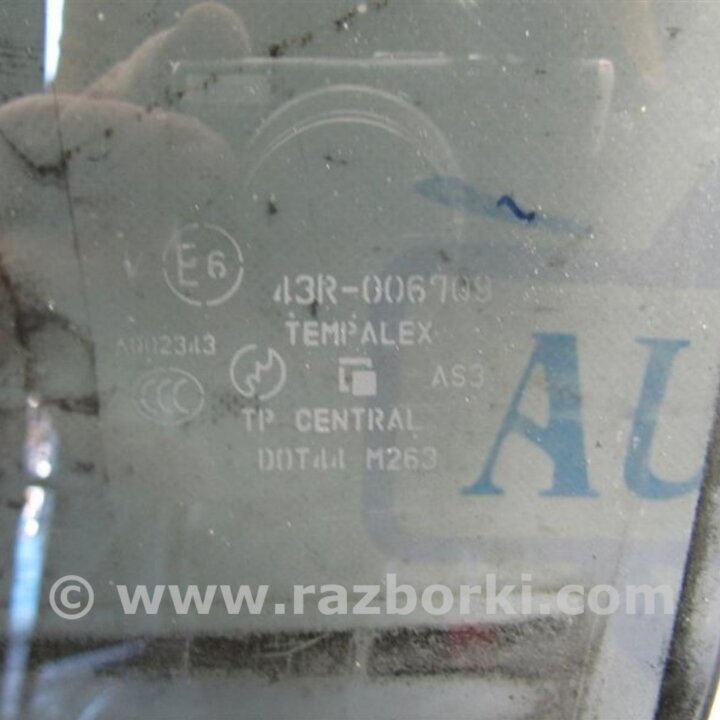 V E6 43R-006709
TEMPALEX
A002343 AS3
CCC
TP CENTRAL
DOT44 M263
AU
© www.razborki.com